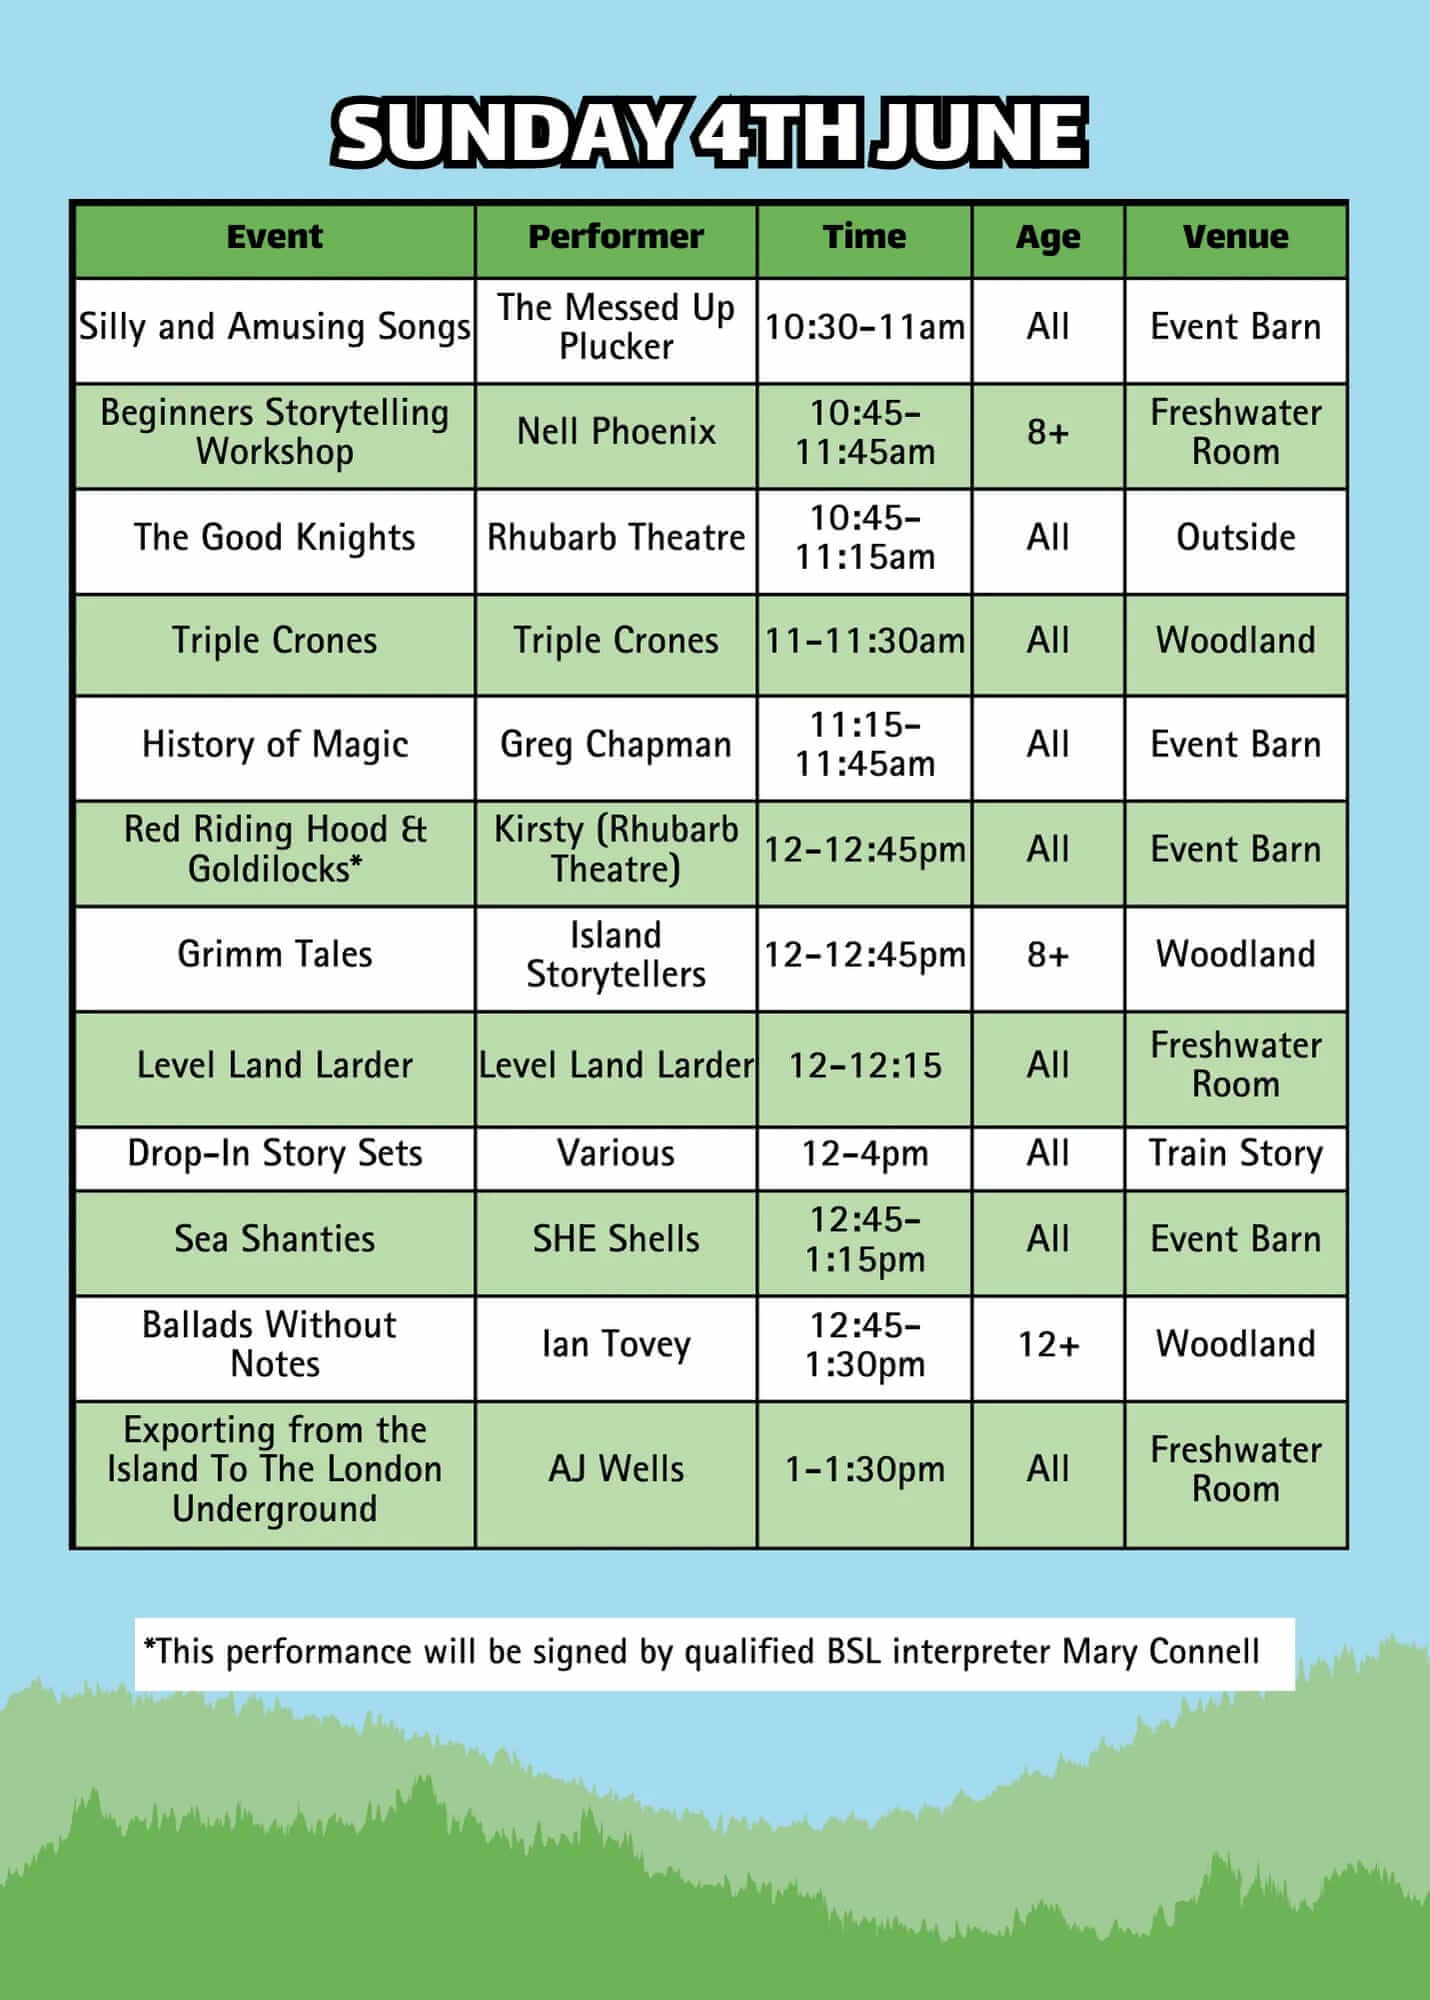 SUNDAY 4TH JUNE
Event Performer Time Age Venue
Silly and Amusing Songs The Messed Up Plucker 10:30-11am All Event Barn
Beginners Storytelling Workshop Nell Phoenix 10:45-11:45am 8+ Freshwater Room
The Good Knights Rhubarb Theatre 10:45-11:15am All Outside
Triple Crones Triple Crones 11-11:30am All Woodland
History of Magic Greg Chapman 11:15-11:45am All Event Barn
Red Riding Hood & Goldilocks* Kirsty (Rhubarb Theatre) 12-12:45pm All Event Barn
Grimm Tales Island Storytellers 12-12:45pm 8+ Woodland
Level Land Larder Level Land Larder 12-12:15 All Freshwater Room
Drop-In Story Sets Various 12-4pm All Train Story
Sea Shanties SHE Shells 12:45-1:15pm All Event Barn
Ballads Without Notes Ian Tovey 12:45-1:30pm 12+ Woodland
Exporting from the Island To The London Underground AJ Wells 1-1:30pm All Freshwater Room
*This performance will be signed by qualified BSL interpreter Mary Connell